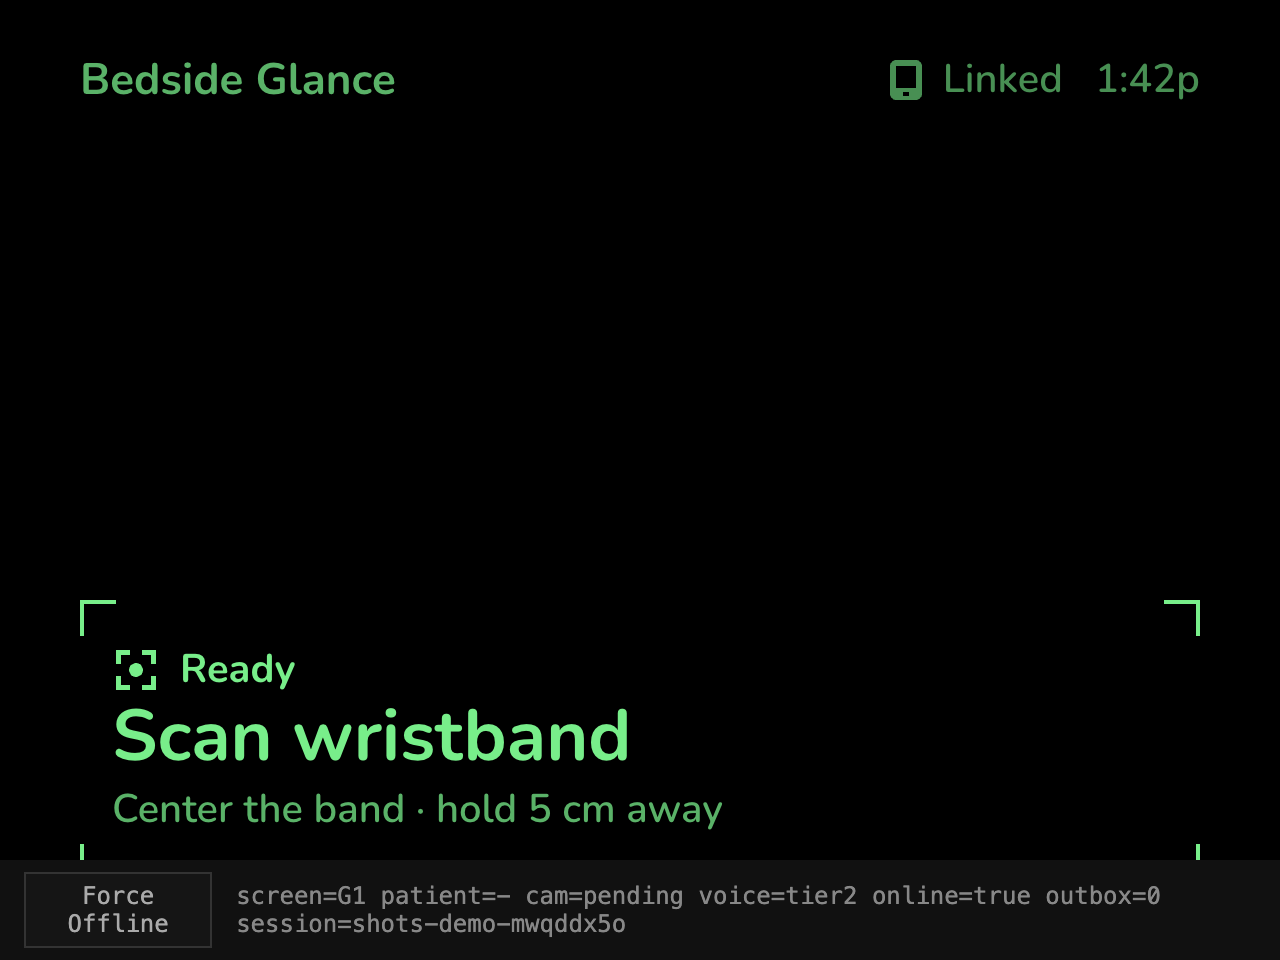 Bedside Glance
Linked 1:42p
Ready
Scan wristband
Center the band · hold 5 cm away
Force Offline
screen=G1 patient=– cam=pending voice=tier2 online=true outbox=0
session=shots-demo-mwqddx5o